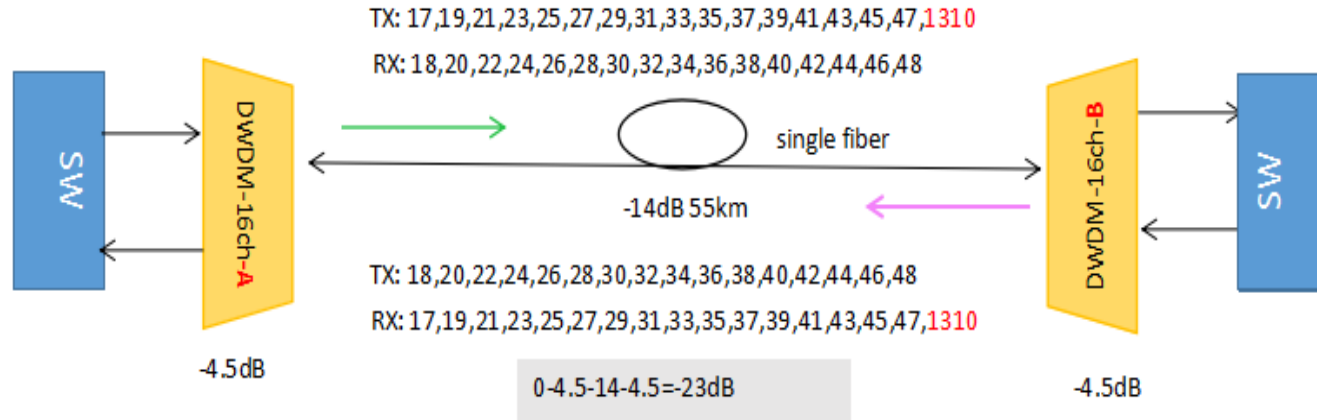 TX: 17,19,21,23,25,27,29,31,33,35,37,39,41,43,45,47,1310
RX: 18,20,22,24,26,28,30,32,34,36,38,40,42,44,46,48
SW
DWDM-16ch-A
single fiber
DWDM-16ch-B
SW
-14dB 55km
TX: 18,20,22,24,26,28,30,32,34,36,38,40,42,44,46,48
RX: 17,19,21,23,25,27,29,31,33,35,37,39,41,43,45,47,1310
-4.5dB
0-4.5-14-4.5=-23dB
-4.5dB